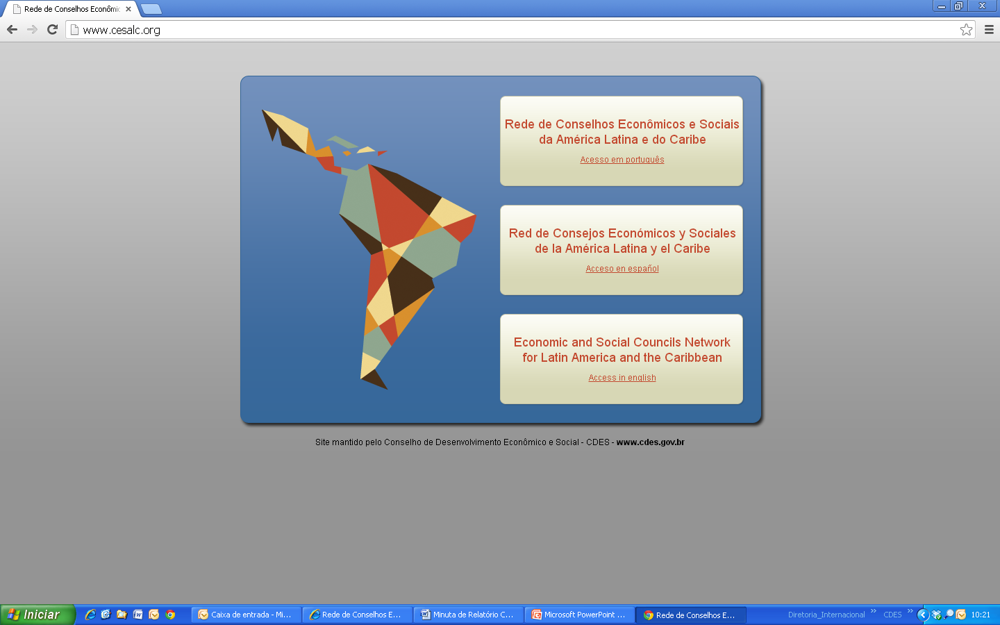 Rede de Conselhos Econômic
www.cesalc.org
Rede de Conselhos Econômicos e Sociais
da América Latina e do Caribe
Acesso em português
Red de Consejos Económicos y Sociales
de la América Latina y el Caribe
Acceso en español
Economic and Social Councils Network
for Latin America and the Caribbean
Access in english
Site mantido pelo Conselho de Desenvolvimento Econômico e Social - CDES - www.cdes.gov.br
Iniciar
Caixa de entrada - Mi...
Rede de Conselhos E...
Minuta de Relatório C...
Microsoft PowerPoint ...
Rede de Conselhos E...
Diretoria_Internacional
CDES
10:21